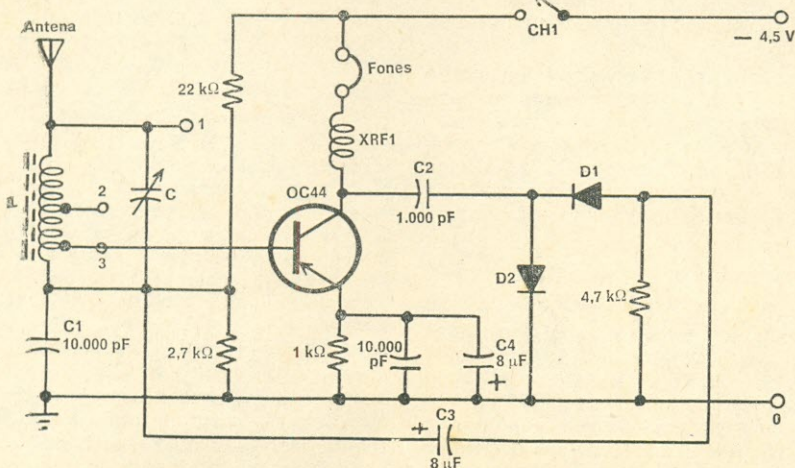 Antena
CH1
— 4,5 V
Fones
22 kΩ
1
XRF1
C2
D1
OC44
2
C
1.000 pF
3
D2
4,7 kΩ
C1
10.000 pF
2,7 kΩ
1 kΩ
10.000
pF
C4
8 µF
+
0
C3
+
8 µF